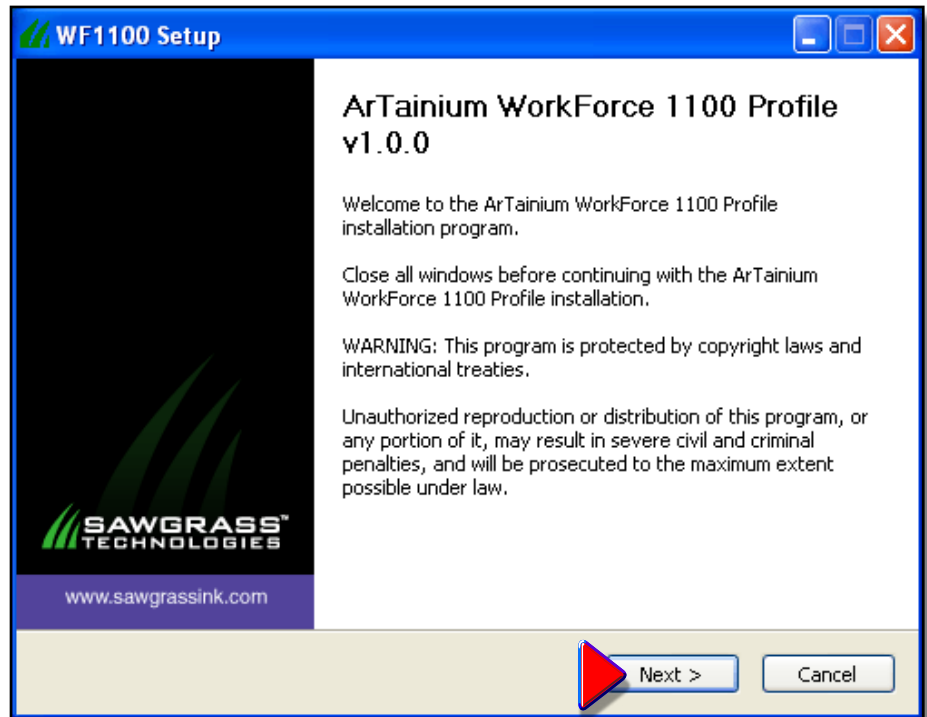 WF1100 Setup
ArTainium WorkForce 1100 Profile
v1.0.0
Welcome to the ArTainium WorkForce 1100 Profile
installation program.
Close all windows before continuing with the ArTainium
WorkForce 1100 Profile installation.
WARNING: This program is protected by copyright laws and
international treaties.
Unauthorized reproduction or distribution of this program, or
any portion of it, may result in severe civil and criminal
penalties, and will be prosecuted to the maximum extent
possible under law.
SAWGRASS™
TECHNOLOGIES
www.sawgrassink.com
Next >
Cancel